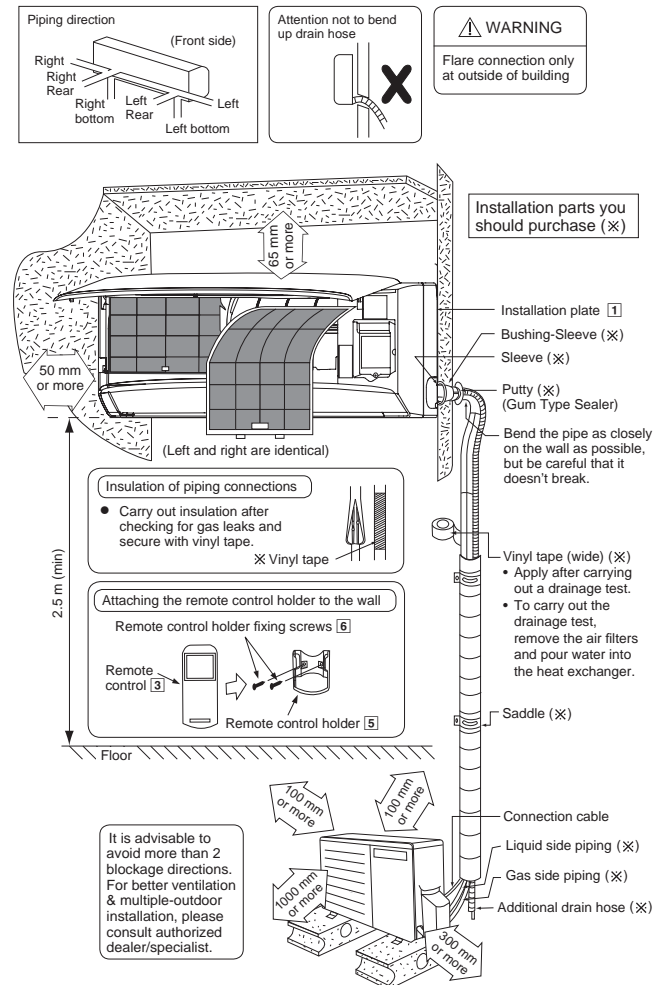 Piping direction
(Front side)
Right
Right
Rear
Right
bottom
Left
Rear
Left
Left bottom
Attention not to bend
up drain hose
WARNING
Flare connection only
at outside of building
Installation parts you
should purchase (※)
65 mm
or more
50 mm
or more
Installation plate 1
Bushing-Sleeve (※)
Sleeve (※)
Putty (※)
(Gum Type Sealer)
Bend the pipe as closely
on the wall as possible,
but be careful that it
doesn't break.
(Left and right are identical)
Insulation of piping connections
● Carry out insulation after
checking for gas leaks and
secure with vinyl tape.
※ Vinyl tape
2.5 m (min)
Vinyl tape (wide) (※)
• Apply after carrying
out a drainage test.
• To carry out the
drainage test,
remove the air filters
and pour water into
the heat exchanger.
Attaching the remote control holder to the wall
Remote control holder fixing screws 6
Remote
control 3
Remote control holder 5
Saddle (※)
Floor
100 mm
or more
100 mm
or more
1000 mm
or more
300 mm
or more
Connection cable
Liquid side piping (※)
Gas side piping (※)
Additional drain hose (※)
It is advisable to
avoid more than 2
blockage directions.
For better ventilation
& multiple-outdoor
installation, please
consult authorized
dealer/specialist.